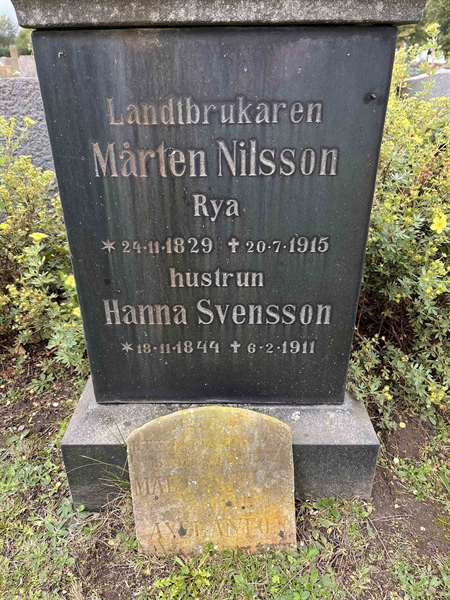 Landtbrukaren
Mårten Nilsson
Rya
* 24-11-1829 ✝ 20-7-1915
hustrun
Hanna Svensson
* 18-11-1844 ✝ 6-2-1911